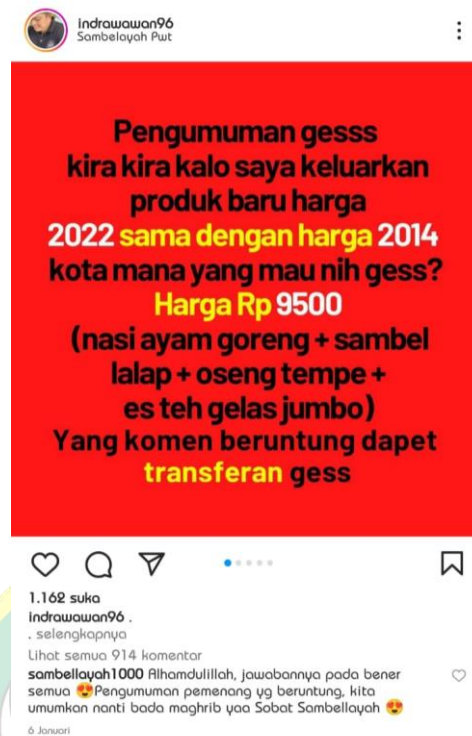 indrawawan96
Sambelayah Pwt
Pengumuman gesss
kira kira kalo saya keluarkan
produk baru harga
2022 sama dengan harga 2014
kota mana yang mau nih gess?
Harga Rp 9500
(nasi ayam goreng + sambel
lalap + oseng tempe +
es teh gelas jumbo)
Yang komen beruntung dapet
transferan gess
1.162 suka
indrawawan96 .
. selengkapnya
Lihat semua 914 komentar
sambellayah1000 Alhamdulillah, jawabannya pada bener
semua 😍Pengumuman pemenang yg beruntung, kita
umumkan nanti bada maghrib yaa Sobat Sambellayah 😍
6 Januari